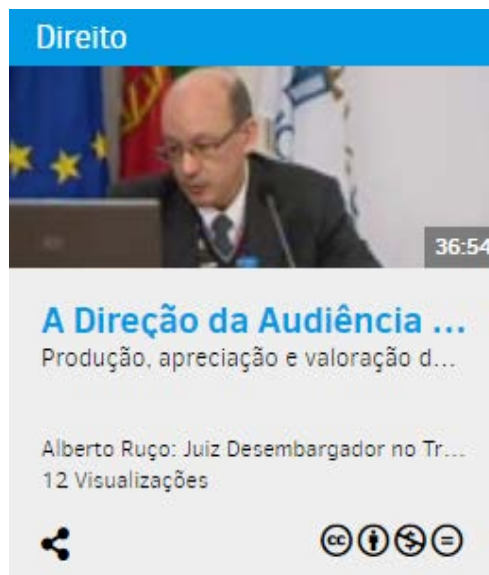 Direito
36:54
A Direção da Audiência ...
Produção, apreciação e valoração d...
Alberto Ruço: Juiz Desembargador no Tr...
12 Visualizações